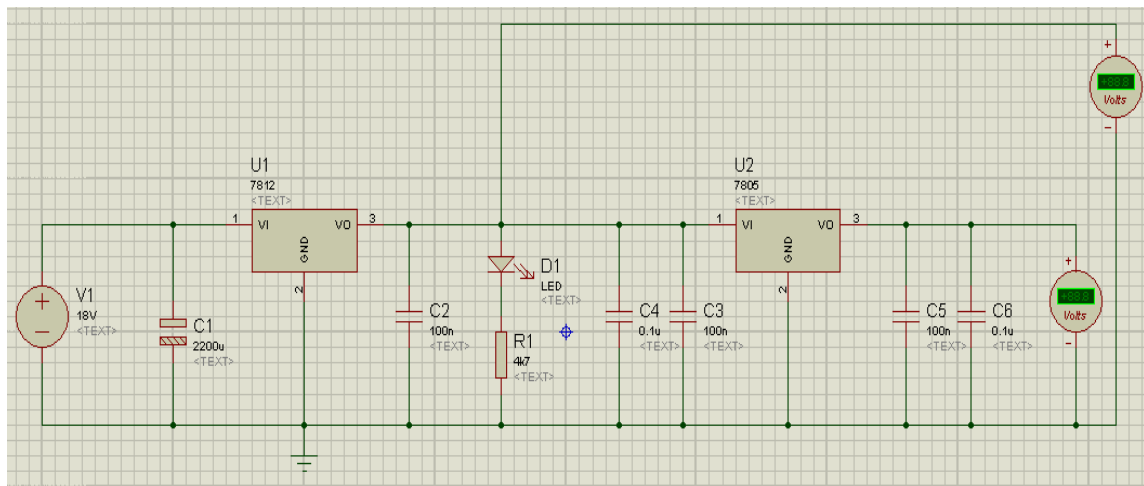 +
+888
Volts
-
U1
7812
<TEXT>
U2
7805
<TEXT>
1 VI VO 3
GND
2
1 VI VO 3
GND
2
+
+888
Volts
-
V1
18V
<TEXT>
+
-
C1
2200u
<TEXT>
C2
100n
<TEXT>
D1
LED
<TEXT>
R1
4k7
<TEXT>
C4
0.1u
<TEXT>
C3
100n
<TEXT>
C5
100n
<TEXT>
C6
0.1u
<TEXT>